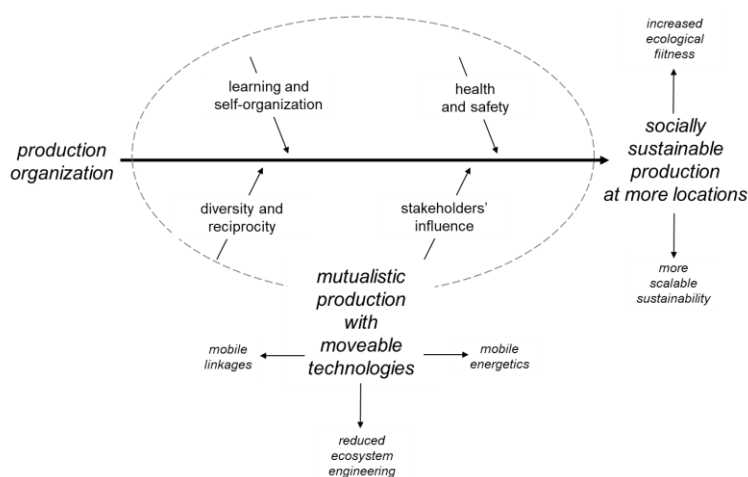 increased
ecological
fiitness
learning and
self-organization
health
and safety
production
organization
socially
sustainable
production
at more locations
diversity and
reciprocity
stakeholders'
influence
mutualistic
production
with
moveable
technologies
more
scalable
sustainability
mobile
linkages
mobile
energetics
reduced
ecosystem
engineering